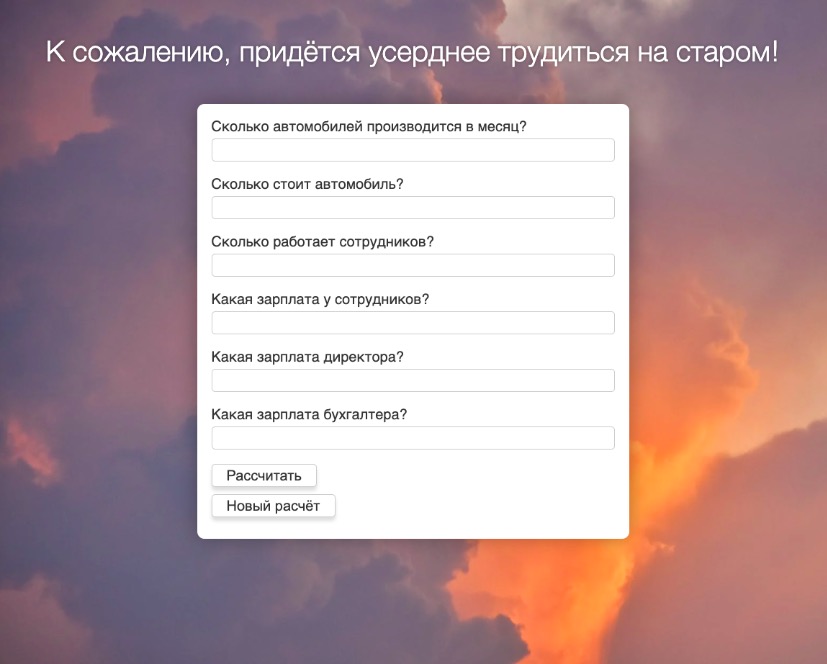 К сожалению, придётся усерднее трудиться на старом!
Сколько автомобилей производится в месяц?
Сколько стоит автомобиль?
Сколько работает сотрудников?
Какая зарплата у сотрудников?
Какая зарплата директора?
Какая зарплата бухгалтера?
Рассчитать
Новый расчёт